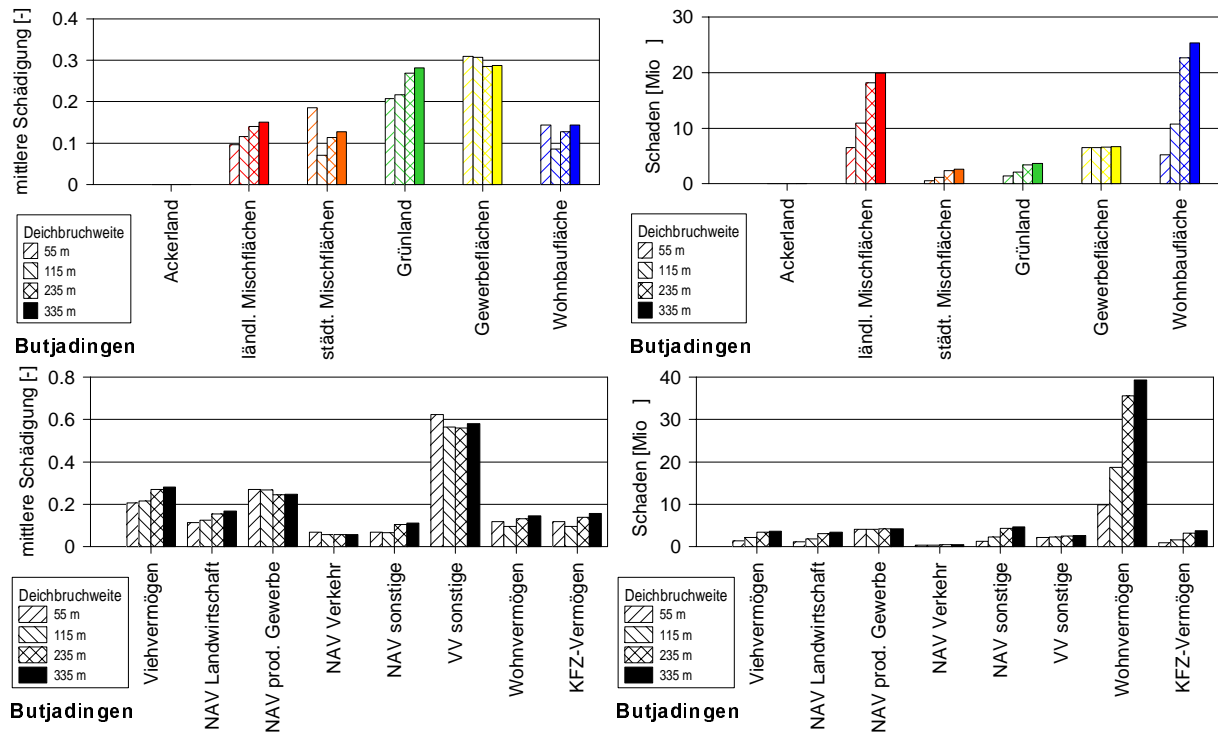 mittlere Schädigung [-]
0.4
0.3
0.2
0.1
0
Ackerland
ländl. Mischflächen
städt. Mischflächen
Grünland
Gewerbeflächen
Wohnbaufläche
Deichbruchweite
55 m
115 m
235 m
335 m
Butjadingen
Schaden [Mio ]
30
20
10
0
Ackerland
ländl. Mischflächen
städt. Mischflächen
Grünland
Gewerbeflächen
Wohnbaufläche
Deichbruchweite
55 m
115 m
235 m
335 m
Butjadingen
mittlere Schädigung [-]
0.8
0.6
0.4
0.2
0
Viehvermögen
NAV Landwirtschaft
NAV prod. Gewerbe
NAV Verkehr
NAV sonstige
VV sonstige
Wohnvermögen
KFZ-Vermögen
Deichbruchweite
55 m
115 m
235 m
335 m
Butjadingen
Schaden [Mio ]
40
30
20
10
0
Viehvermögen
NAV Landwirtschaft
NAV prod. Gewerbe
NAV Verkehr
NAV sonstige
VV sonstige
Wohnvermögen
KFZ-Vermögen
Deichbruchweite
55 m
115 m
235 m
335 m
Butjadingen